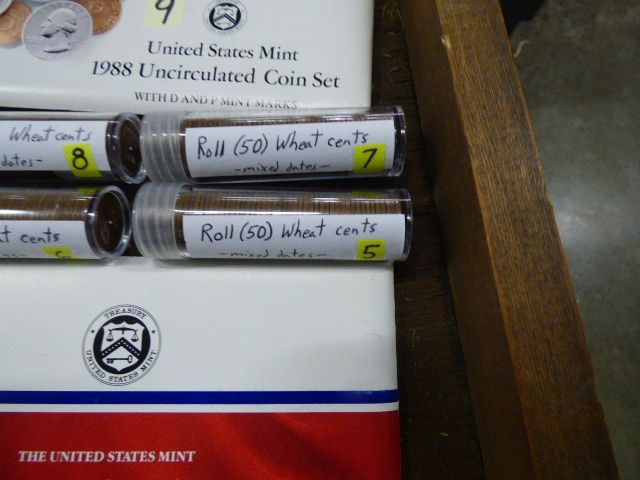 9
United States Mint
1988 Uncirculated Coin Set
WITH D AND P MINT MARKS
Wheat cents
dates-
8
Roll (50) Wheat cents
-mixed dates-
7
cents
Roll (50) Wheat cents
-mixed dates-
5
TREASURY
UNITED STATES MINT
THE UNITED STATES MINT